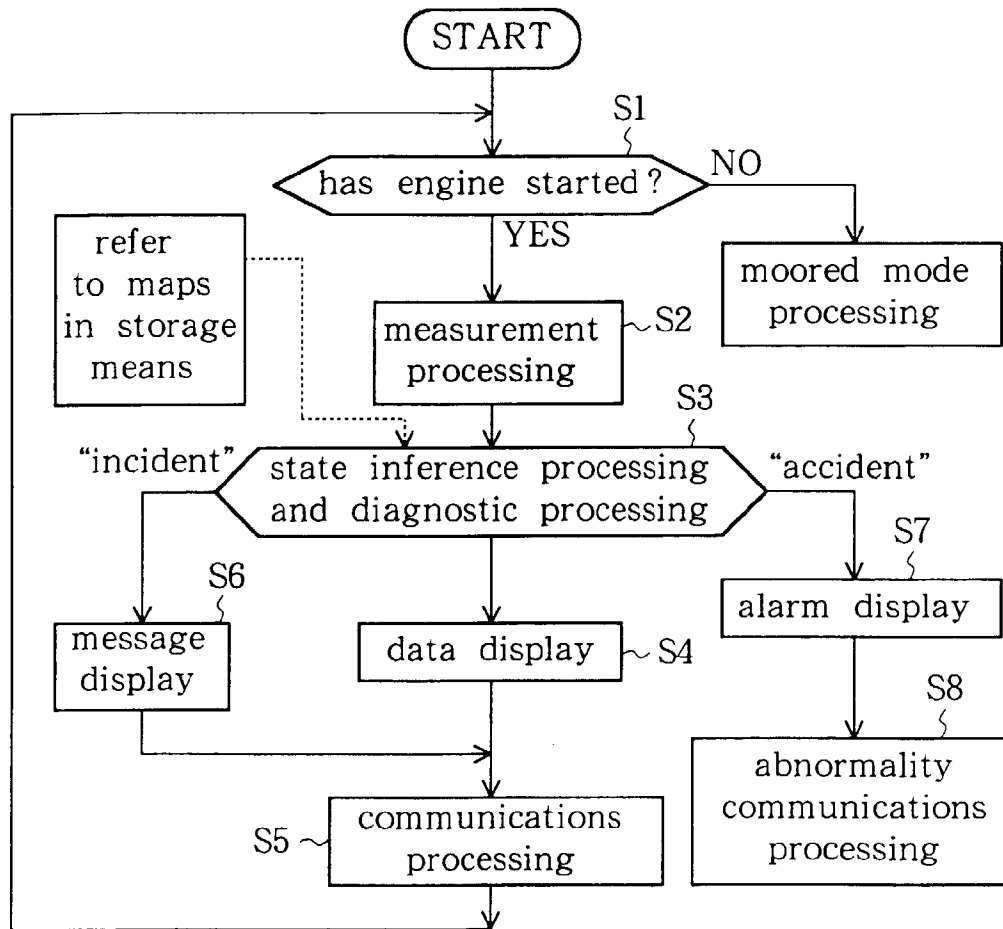 START
S1
has engine started?
NO
YES
refer
to maps
in storage
means
moored mode
processing
measurement
processing
S2
S3
“incident”
state inference processing
and diagnostic processing
“accident”
S6
message
display
data display
S4
S7
alarm display
S8
abnormality
communications
processing
S5
communications
processing